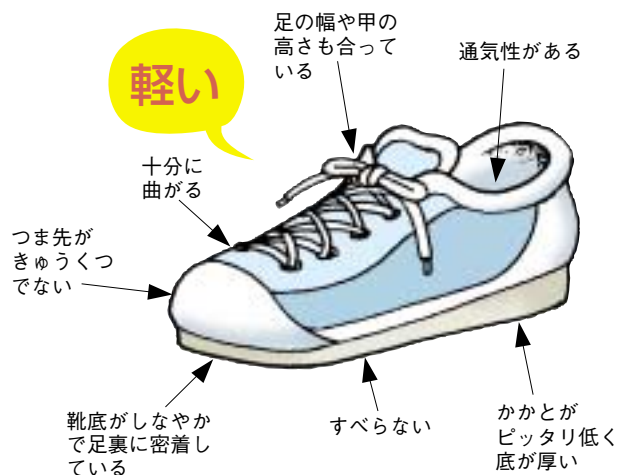 足の幅や甲の
高さも合って
いる
通気性がある
軽い
十分に
曲がる
つま先が
きゅうくつ
でない
靴底がしなやか
で足裏に密着し
ている
すべらない
かかとが
ピッタリ低く
底が厚い